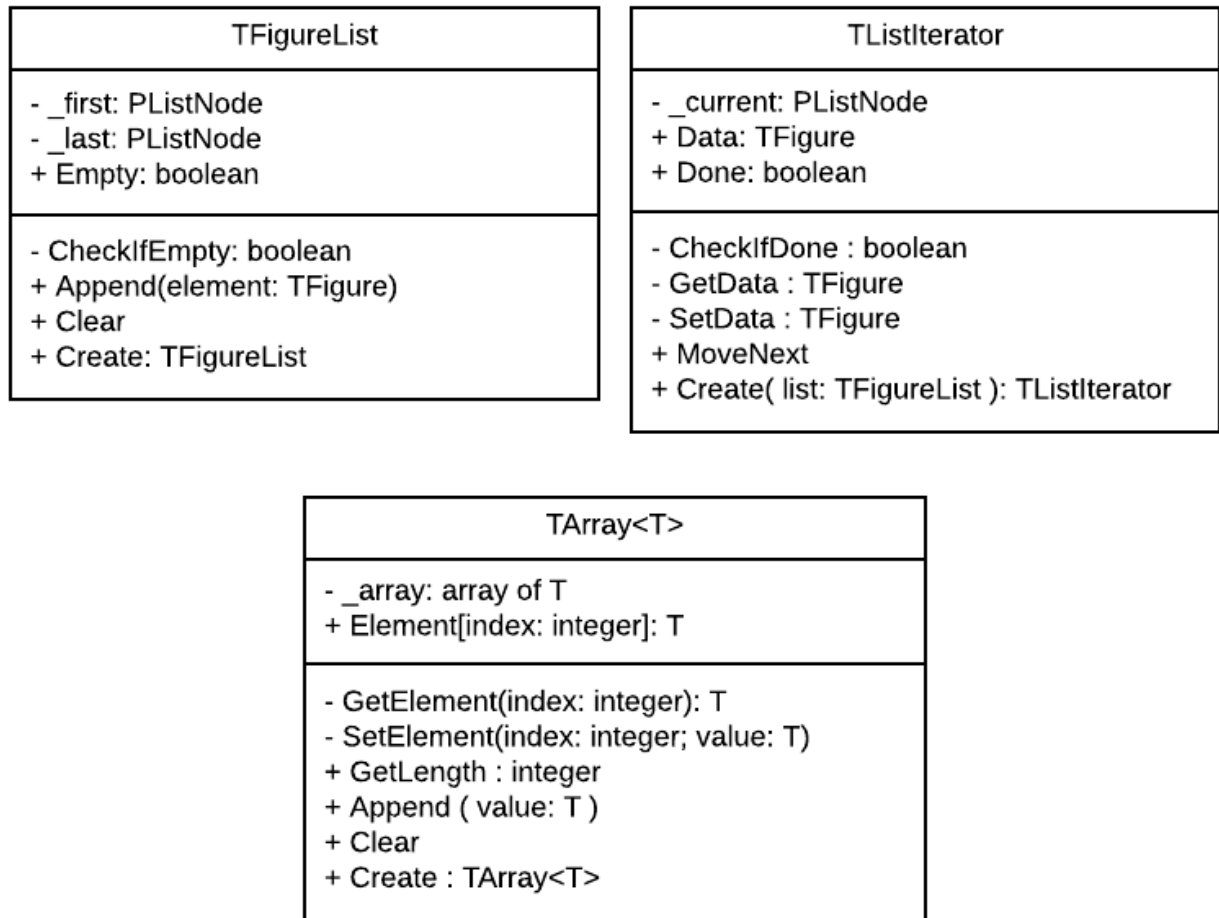 TFigureList
- _first: PListNode
- _last: PListNode
+ Empty: boolean
- CheckIfEmpty: boolean
+ Append(element: TFigure)
+ Clear
+ Create: TFigureList
TListIterator
- _current: PListNode
+ Data: TFigure
+ Done: boolean
- CheckIfDone : boolean
- GetData : TFigure
- SetData : TFigure
+ MoveNext
+ Create( list: TFigureList ): TListIterator
TArray<T>
- _array: array of T
+ Element[index: integer]: T
- GetElement(index: integer): T
- SetElement(index: integer; value: T)
+ GetLength : integer
+ Append ( value: T )
+ Clear
+ Create : TArray<T>